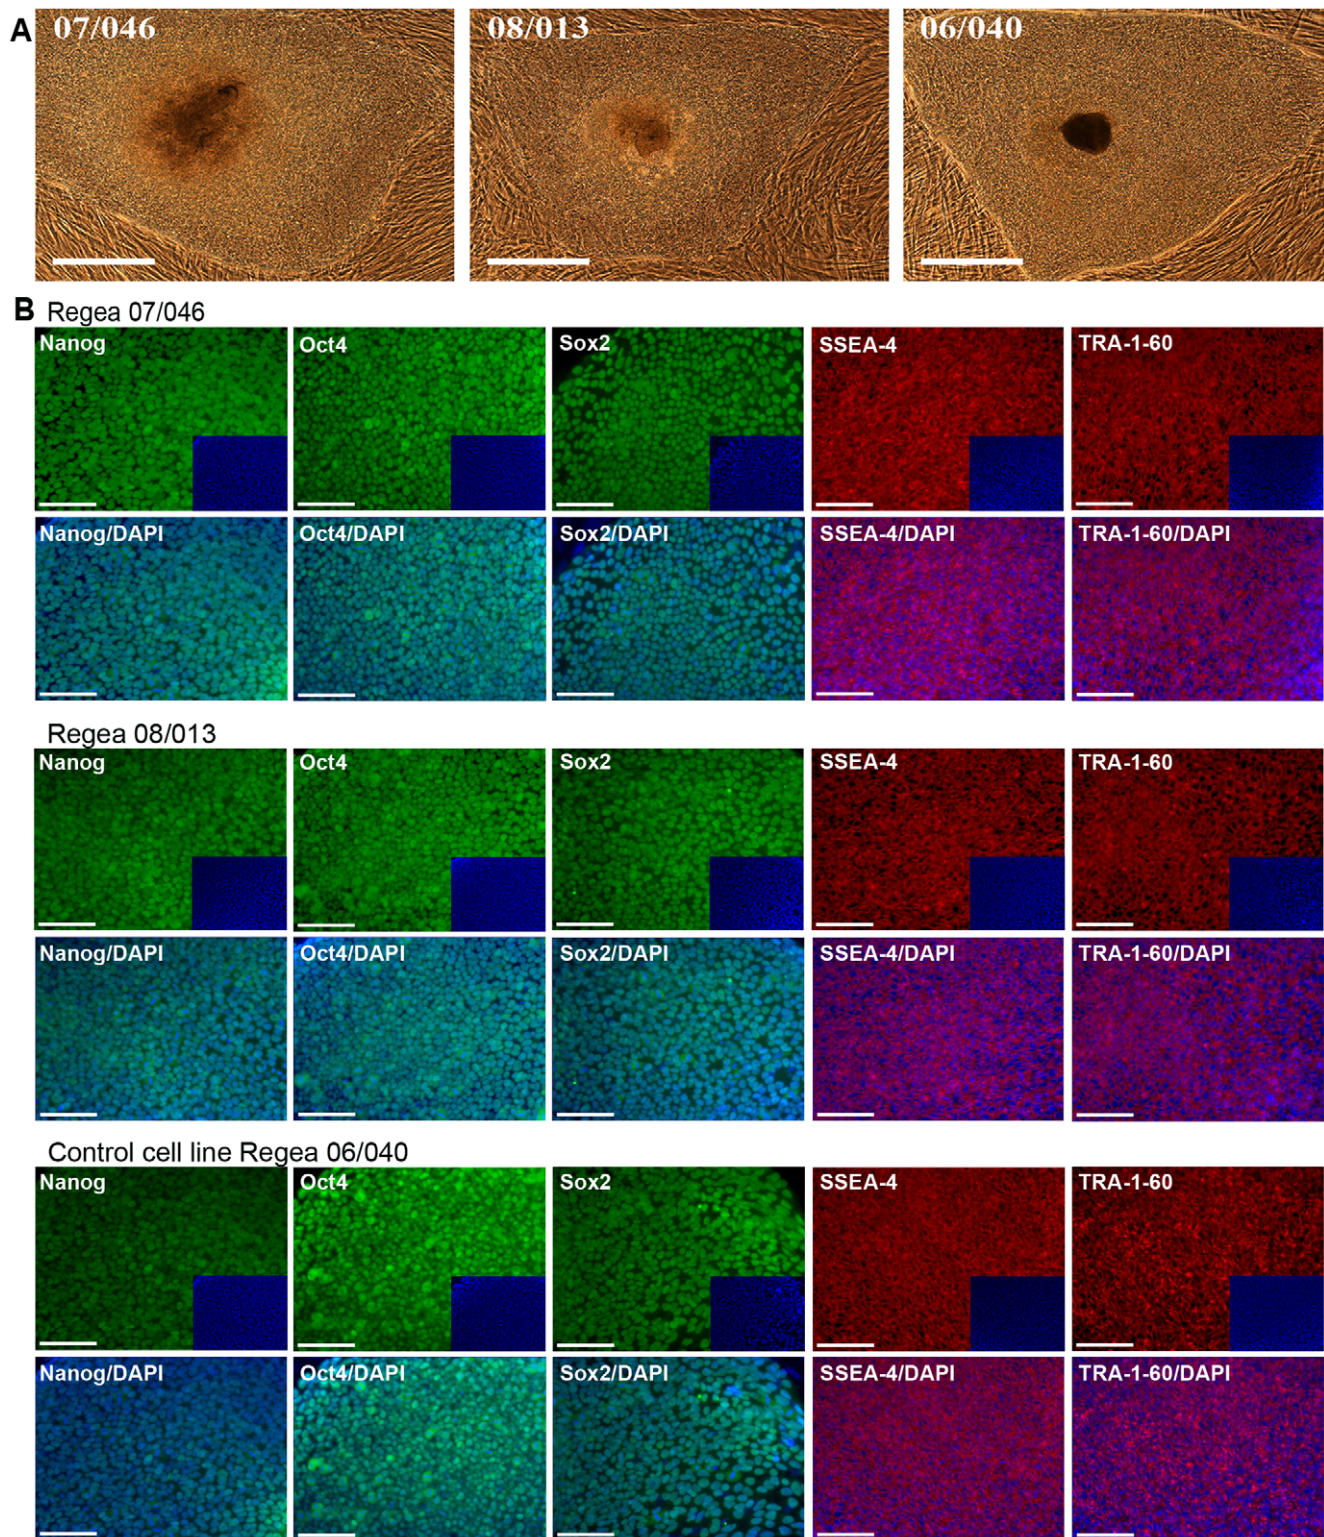 A
07/046 08/013 06/040
B Regea 07/046
Nanog Oct4 Sox2 SSEA-4 TRA-1-60
Nanog/DAPI Oct4/DAPI Sox2/DAPI SSEA-4/DAPI TRA-1-60/DAPI
Regea 08/013
Nanog Oct4 Sox2 SSEA-4 TRA-1-60
Nanog/DAPI Oct4/DAPI Sox2/DAPI SSEA-4/DAPI TRA-1-60/DAPI
Control cell line Regea 06/040
Nanog Oct4 Sox2 SSEA-4 TRA-1-60
Nanog/DAPI Oct4/DAPI Sox2/DAPI SSEA-4/DAPI TRA-1-60/DAPI